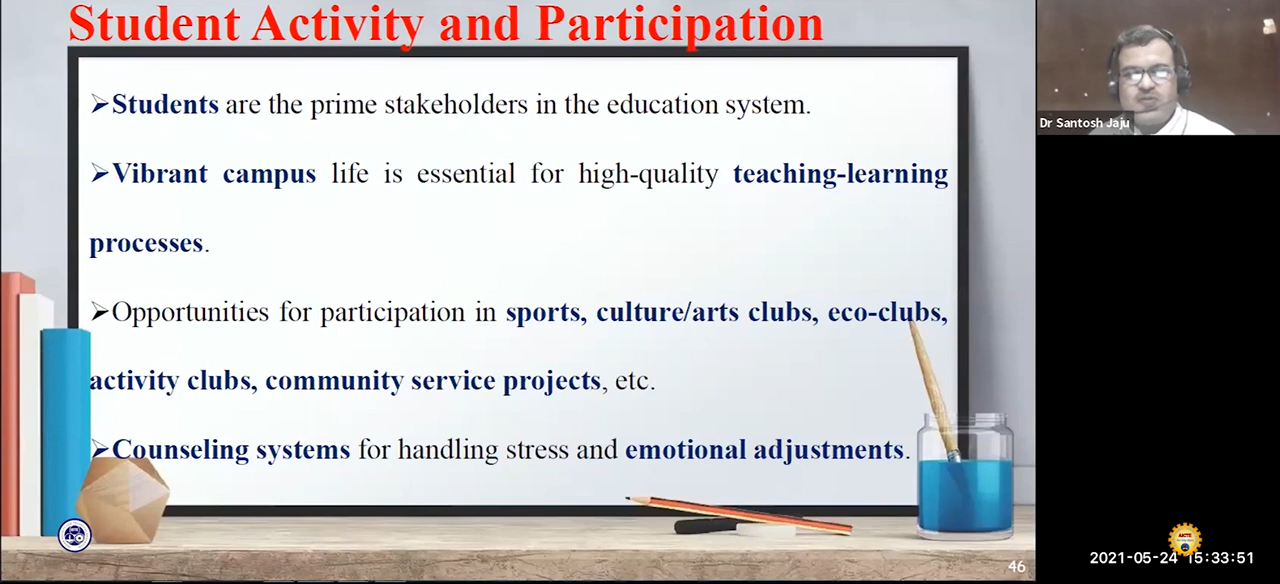 Student Activity and Participation
➢Students are the prime stakeholders in the education system.
➢Vibrant campus life is essential for high-quality teaching-learning
processes.
➢Opportunities for participation in sports, culture/arts clubs, eco-clubs,
activity clubs, community service projects, etc.
➢Counseling systems for handling stress and emotional adjustments.
46
Dr Santosh Jaju
AICTE
2021-05-24 15:33:51